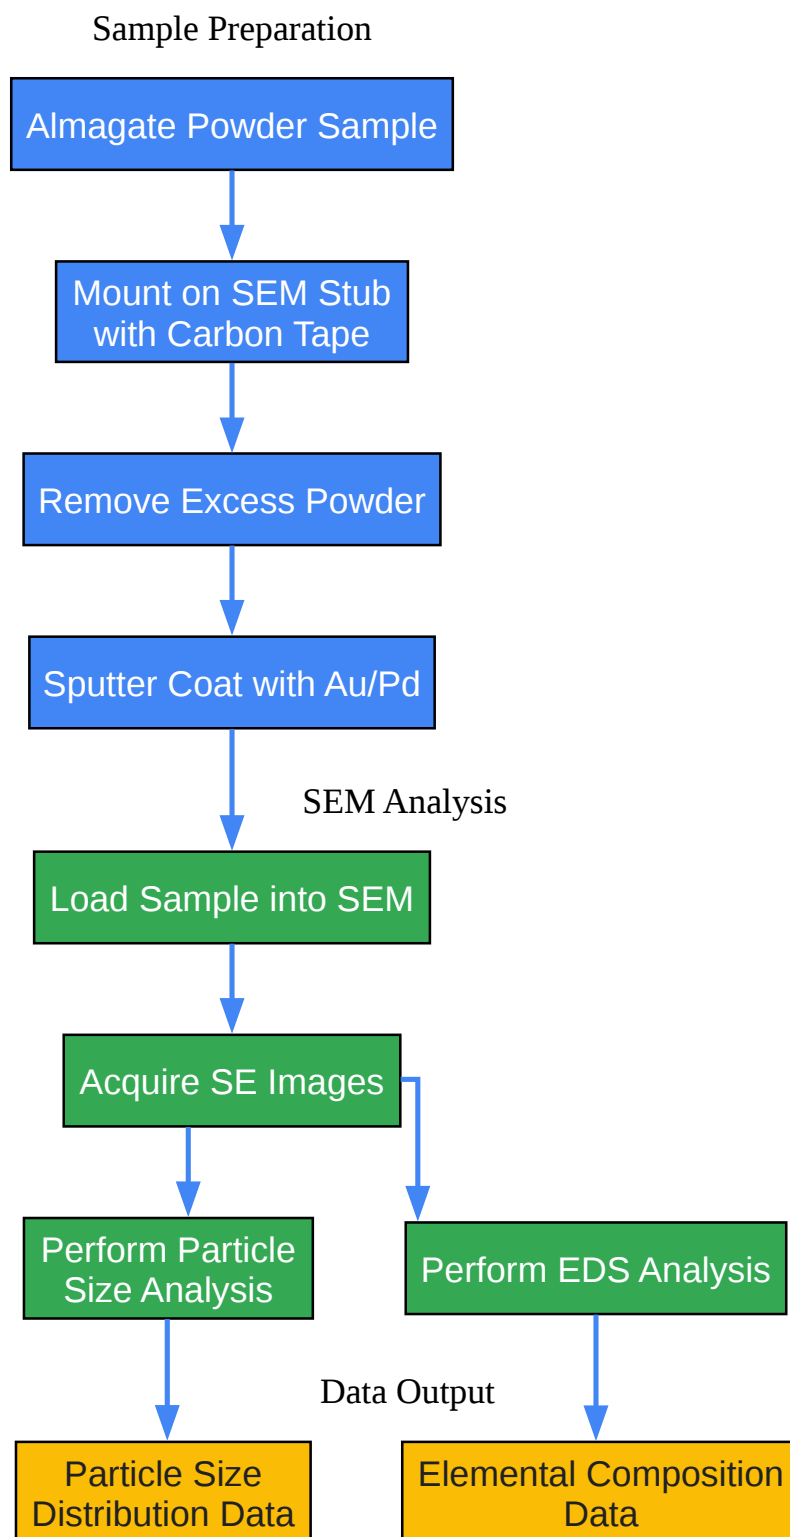 Sample Preparation
Almagate Powder Sample
Mount on SEM Stub
with Carbon Tape
Remove Excess Powder
Sputter Coat with Au/Pd
SEM Analysis
Load Sample into SEM
Acquire SE Images
Perform Particle
Size Analysis
Perform EDS Analysis
Data Output
Particle Size
Distribution Data
Elemental Composition
Data